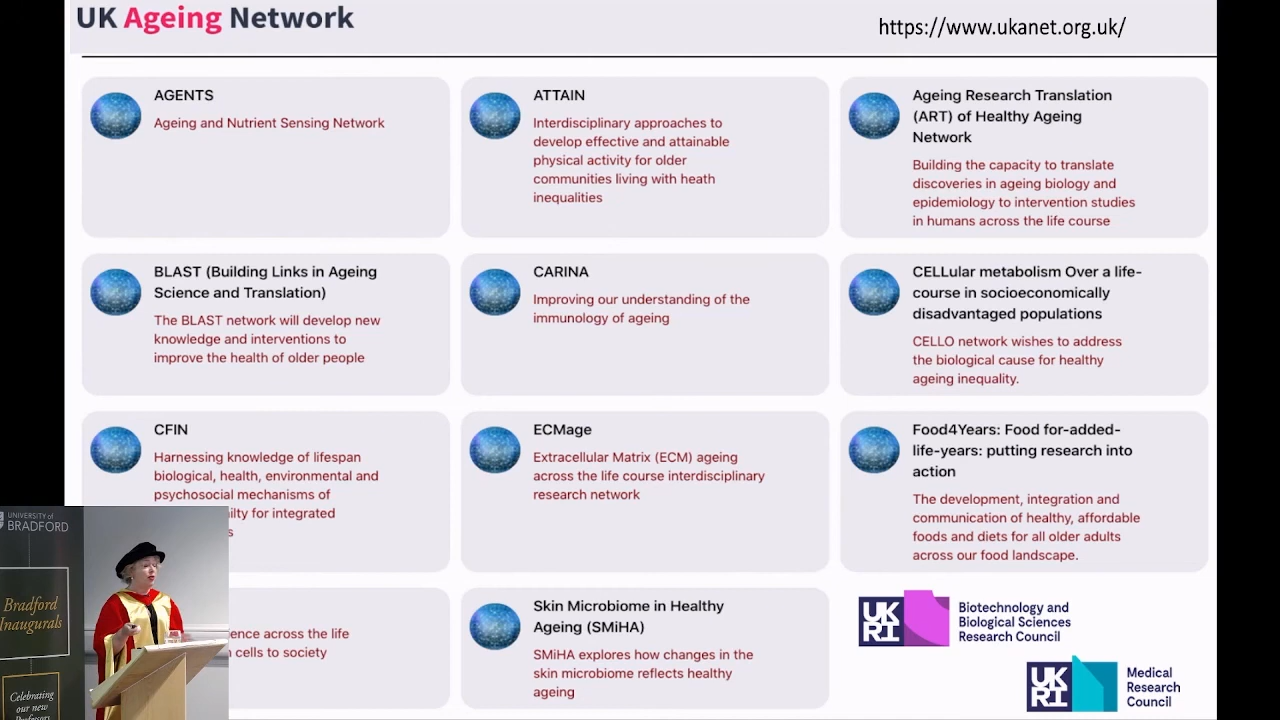 UK Ageing Network
https://www.ukanet.org.uk/
AGENTS
Ageing and Nutrient Sensing Network
ATTAIN
Interdisciplinary approaches to
develop effective and attainable
physical activity for older
communities living with heath
inequalities
Ageing Research Translation
(ART) of Healthy Ageing
Network
Building the capacity to translate
discoveries in ageing biology and
epidemiology to intervention studies
in humans across the life course
BLAST (Building Links in Ageing
Science and Translation)
The BLAST network will develop new
knowledge and interventions to
improve the health of older people
CARINA
Improving our understanding of the
immunology of ageing
CELLular metabolism Over a life-
course in socioeconomically
disadvantaged populations
CELLO network wishes to address
the biological cause for healthy
ageing inequality.
CFIN
Harnessing knowledge of lifespan
biological, health, environmental and
psychosocial mechanisms of
for integrated
ECMage
Extracellular Matrix (ECM) ageing
across the life course interdisciplinary
research network
Food4Years: Food for-added-
life-years: putting research into
action
The development, integration and
communication of healthy, affordable
foods and diets for all older adults
across our food landscape.
across the life
cells to society
Skin Microbiome in Healthy
Ageing (SMiHA)
SMiHA explores how changes in the
skin microbiome reflects healthy
ageing
UK
RI
Biotechnology and
Biological Sciences
Research Council
UK
RI
Medical
Research
Council
UNIVERSITY of
BRADFORD
Bradford
Inaugurals
Celebrating
our new